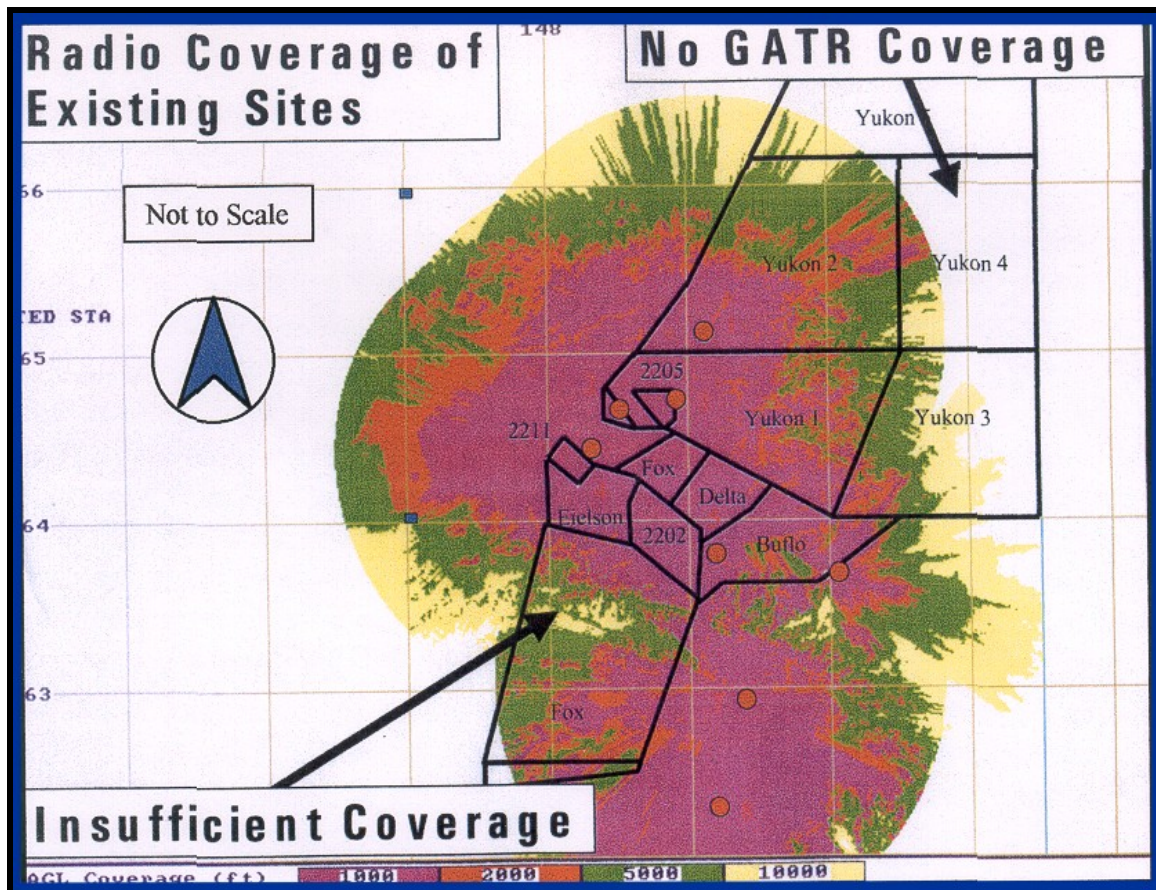 Radio Coverage of
Existing Sites
148
No GATR Coverage
Yukon
66
Not to Scale
Yukon 2
Yukon 4
TED STA
65
2205
Yukon 1
Yukon 3
2211
Fox
Delta
64
Eielson
2202
Buflo
63
Fox
Insufficient Coverage
AGL Coverage (ft)
1000
2000
5000
10000